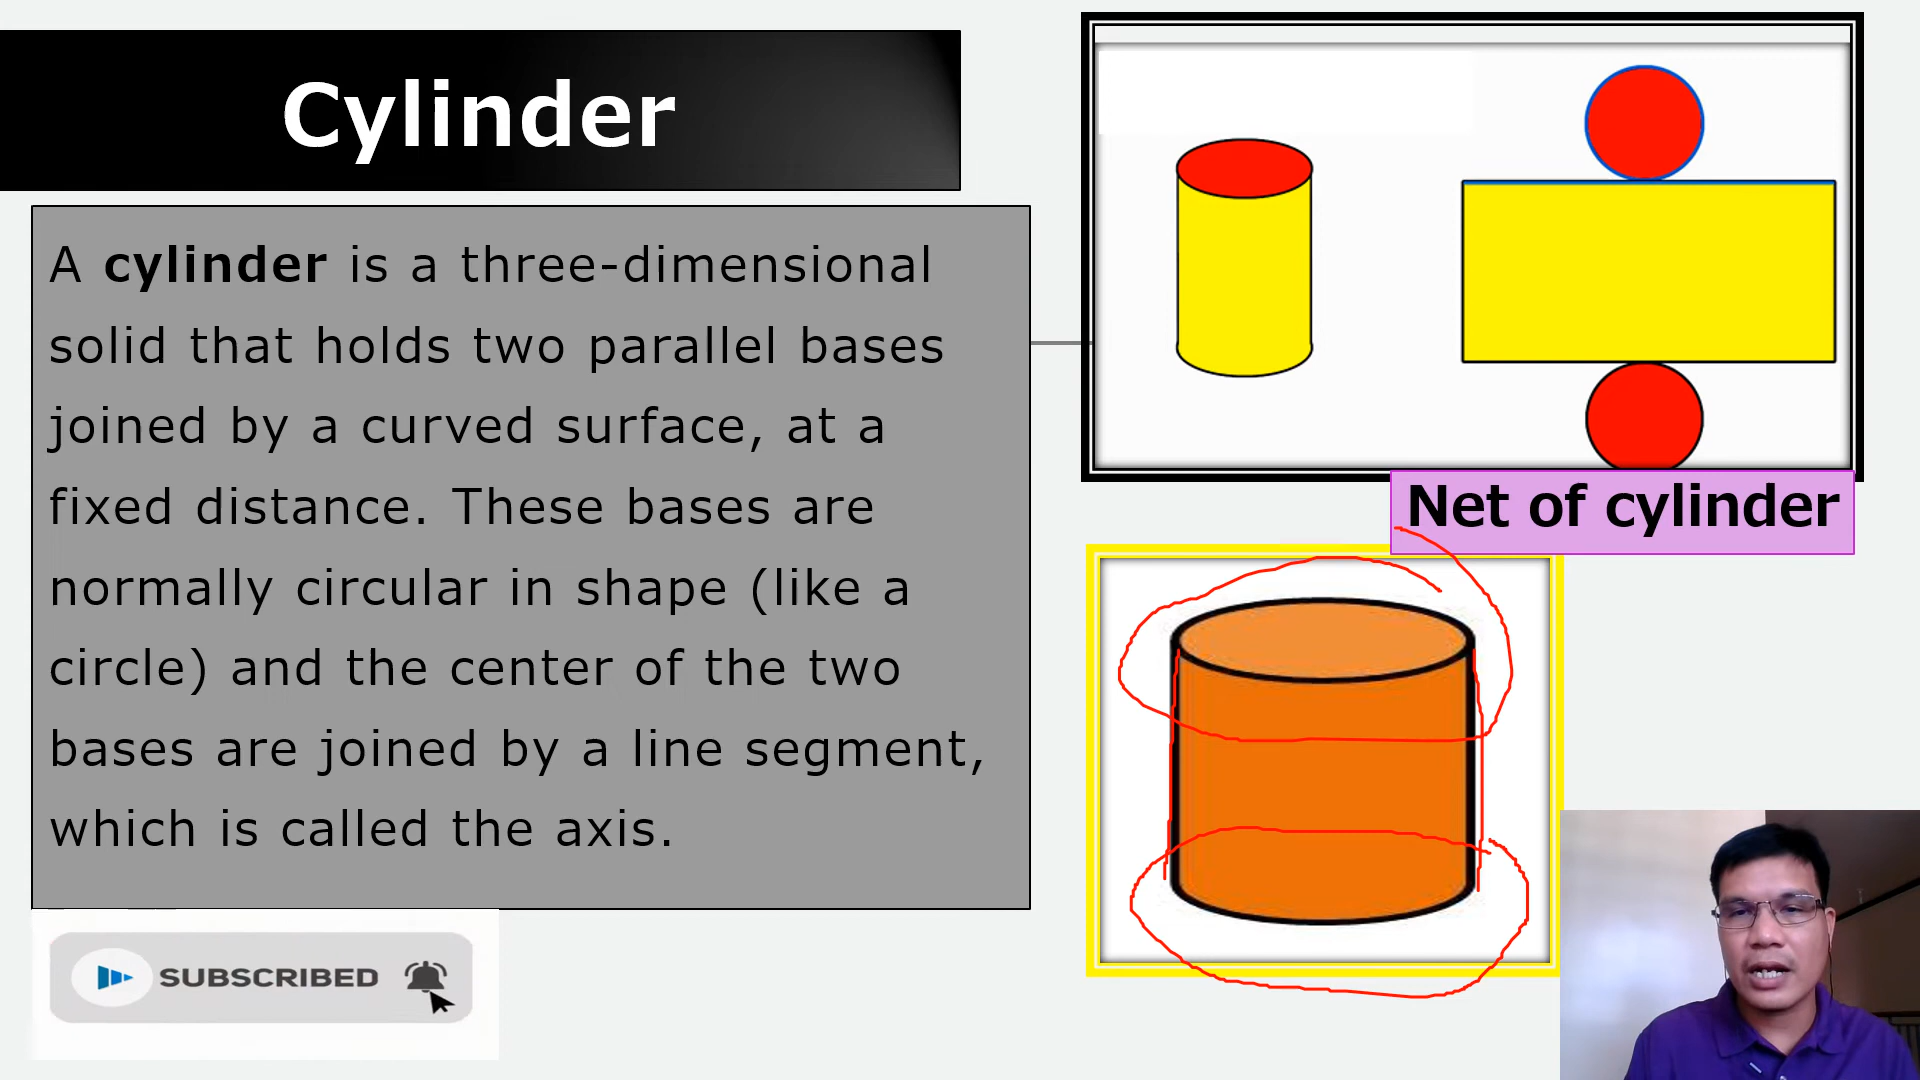 Cylinder
A cylinder is a three-dimensional
solid that holds two parallel bases
joined by a curved surface, at a
fixed distance. These bases are
normally circular in shape (like a
circle) and the center of the two
bases are joined by a line segment,
which is called the axis.
Net of cylinder
SUBSCRIBED